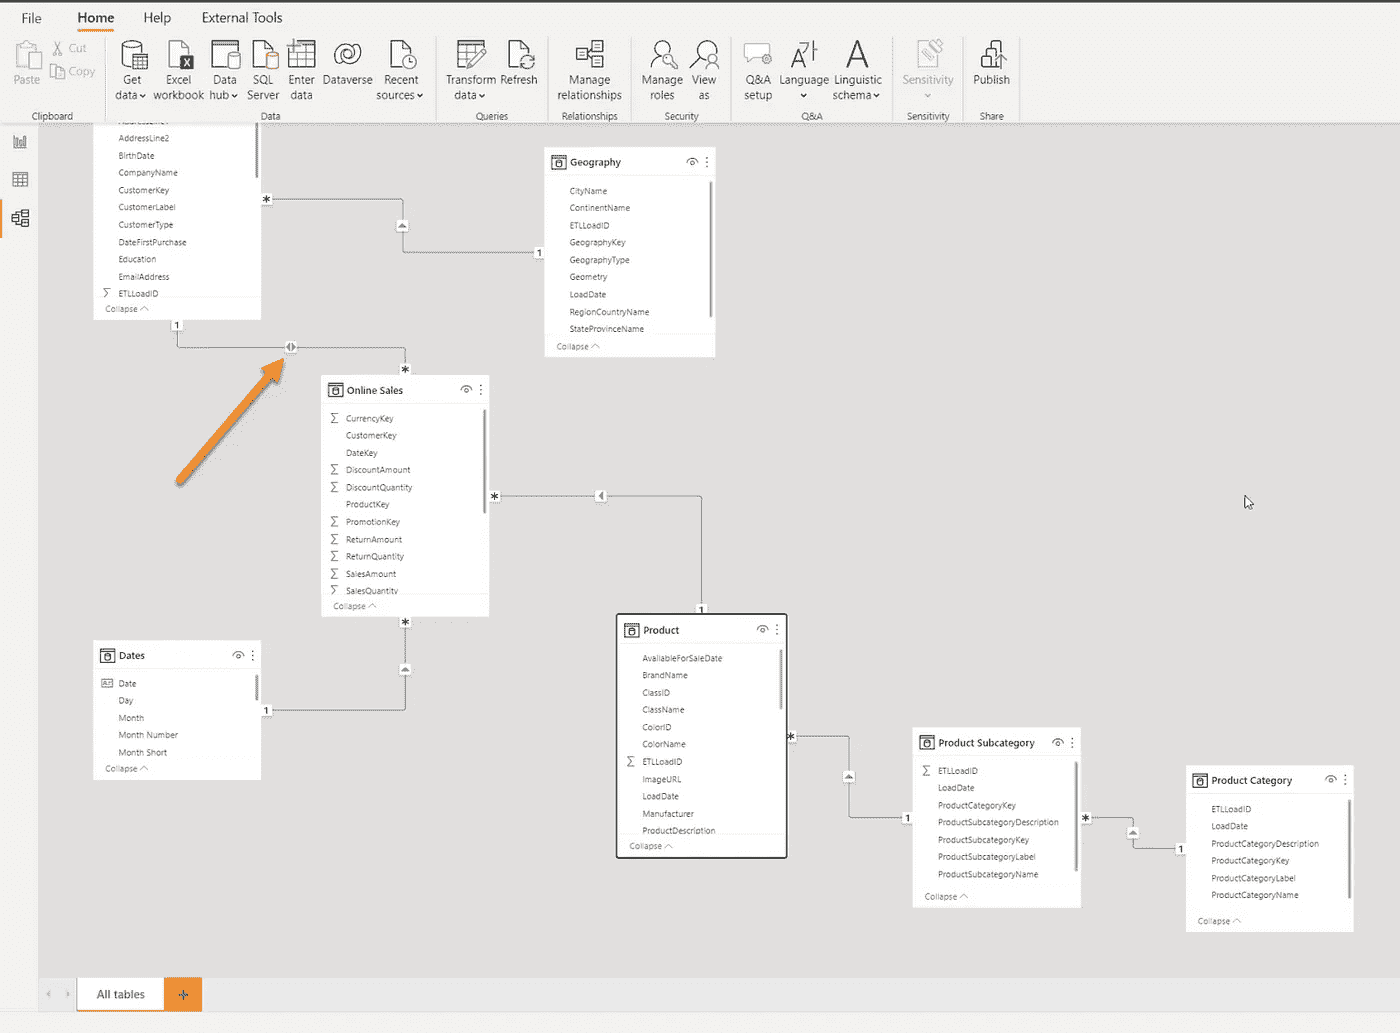 File Home Help External Tools
Paste
Cut
Copy
Get data
Excel workbook
Data hub
SQL Server
Enter data
Dataverse
Recent sources
Transform data
Refresh
Manage relationships
Manage roles
View as
Q&A setup
Language
Linguistic schema
Sensitivity
Publish
Clipboard Data Queries Relationships Security Q&A Sensitivity Share
AddressLine1
AddressLine2
BirthDate
CompanyName
CustomerKey
CustomerLabel
CustomerType
DateFirstPurchase
Education
EmailAddress
Σ ETLLoadID
Collapse
*
1
Geography
CityName
ContinentName
ETLLoadID
GeographyKey
GeographyType
Geometry
LoadDate
RegionCountryName
StateProvinceName
Collapse
1
*
Online Sales
Σ CurrencyKey
CustomerKey
DateKey
Σ DiscountAmount
Σ DiscountQuantity
ProductKey
Σ PromotionKey
Σ ReturnAmount
Σ ReturnQuantity
Σ SalesAmount
Σ SalesQuantity
Collapse
*
1
*
1
Dates
Date
Day
Month
Month Number
Month Short
Collapse
Product
AvailableForSaleDate
BrandName
ClassID
ClassName
ColorID
ColorName
Σ ETLLoadID
ImageURL
LoadDate
Manufacturer
ProductDescription
Collapse
*
1
Product Subcategory
Σ ETLLoadID
LoadDate
ProductCategoryKey
ProductSubcategoryDescription
ProductSubcategoryKey
ProductSubcategoryLabel
ProductSubcategoryName
Collapse
*
1
Product Category
ETLLoadID
LoadDate
ProductCategoryDescription
ProductCategoryKey
ProductCategoryLabel
ProductCategoryName
Collapse
All tables +